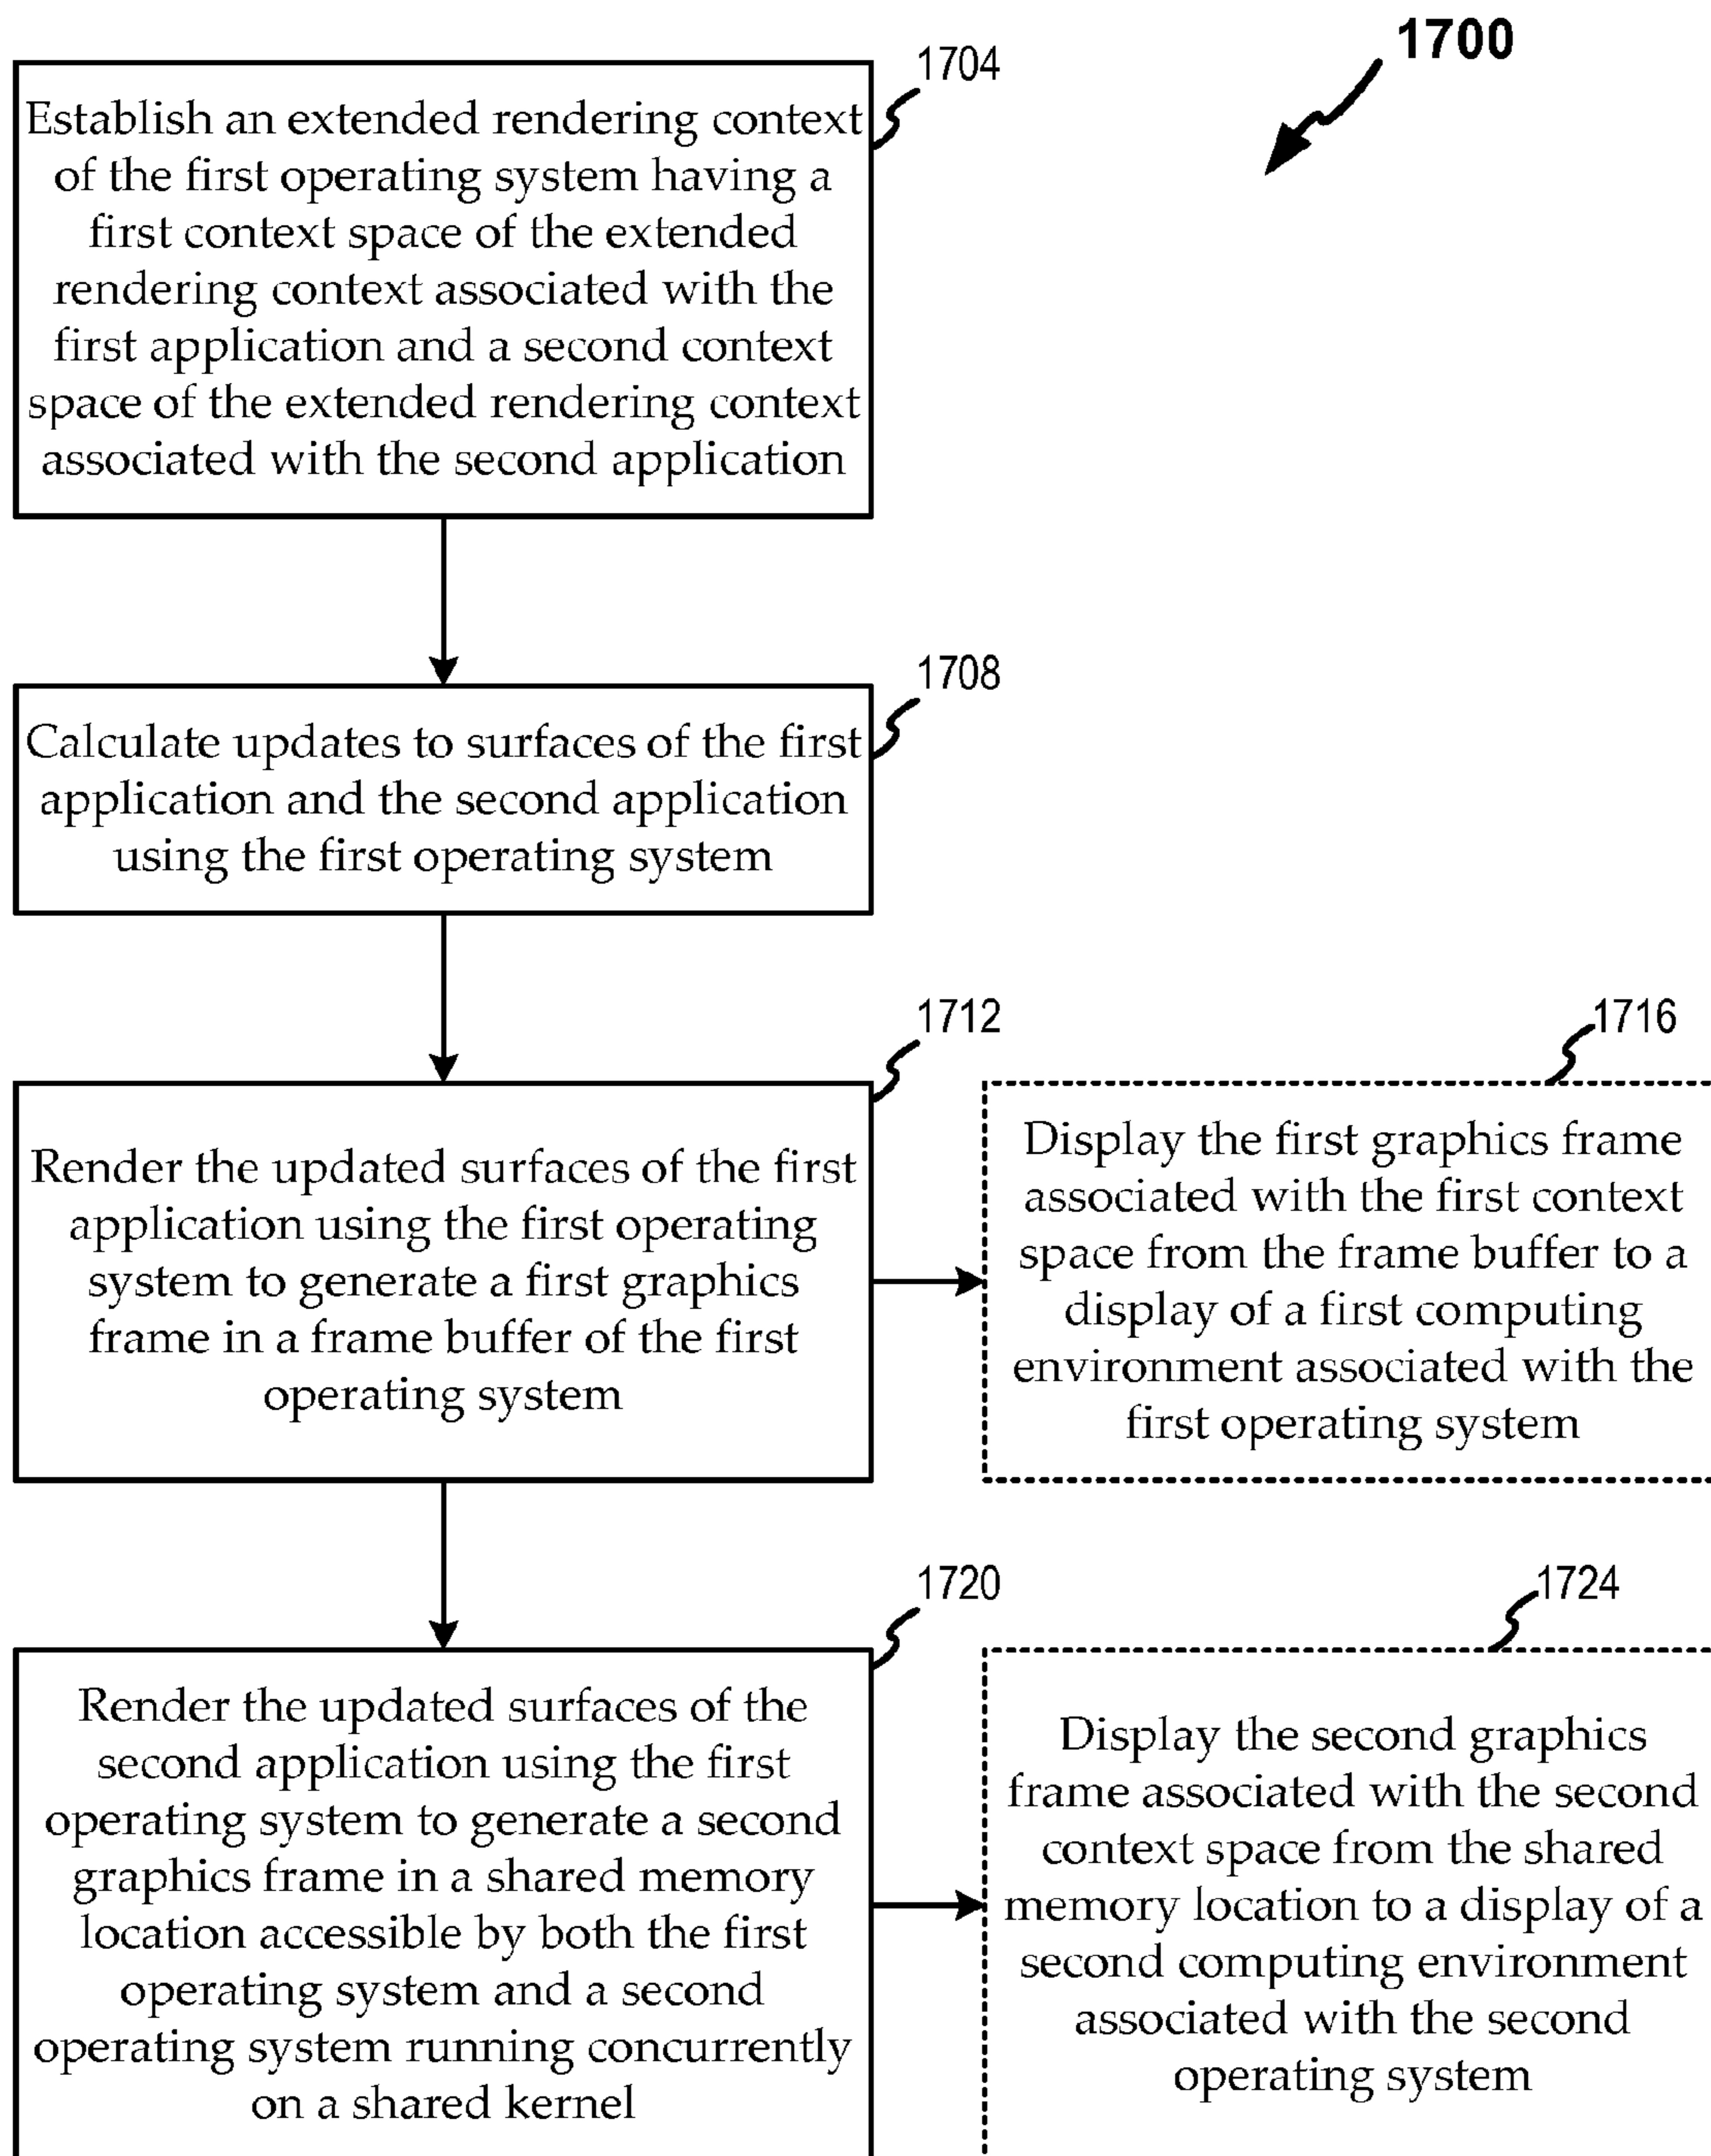 1700
1704
Establish an extended rendering context
of the first operating system having a
first context space of the extended
rendering context associated with the
first application and a second context
space of the extended rendering context
associated with the second application
1708
Calculate updates to surfaces of the first
application and the second application
using the first operating system
1712
Render the updated surfaces of the first
application using the first operating
system to generate a first graphics
frame in a frame buffer of the first
operating system
1716
Display the first graphics frame
associated with the first context
space from the frame buffer to a
display of a first computing
environment associated with the
first operating system
1720
Render the updated surfaces of the
second application using the first
operating system to generate a second
graphics frame in a shared memory
location accessible by both the first
operating system and a second
operating system running concurrently
on a shared kernel
1724
Display the second graphics
frame associated with the second
context space from the shared
memory location to a display of a
second computing environment
associated with the second
operating system